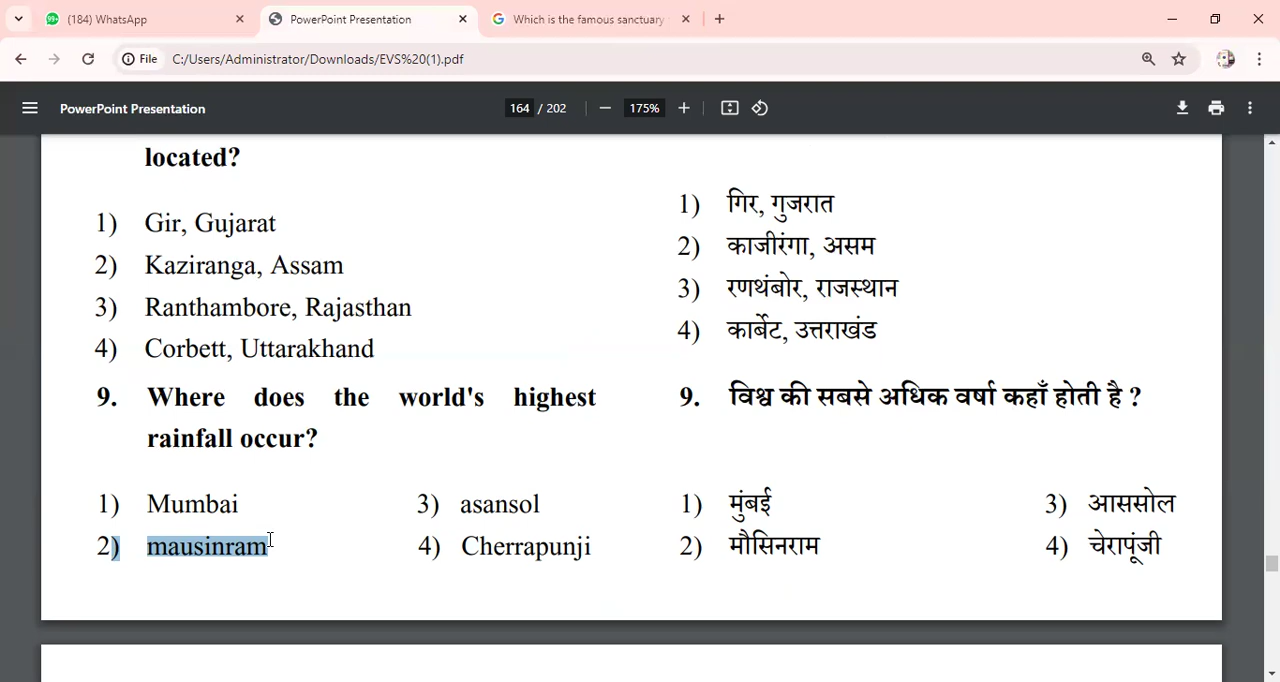 (184) WhatsApp
PowerPoint Presentation
Which is the famous sanctuary
File C:/Users/Administrator/Downloads/EVS%20(1).pdf
PowerPoint Presentation
164 / 202
175%
located?
1) Gir, Gujarat
2) Kaziranga, Assam
3) Ranthambore, Rajasthan
4) Corbett, Uttarakhand
1) गिर, गुजरात
2) काजीरंगा, असम
3) रणथंबोर, राजस्थान
4) कार्बेट, उत्तराखंड
9. Where does the world's highest
rainfall occur?
1) Mumbai 3) asansol
2) mausinram 4) Cherrapunji
9. विश्व की सबसे अधिक वर्षा कहाँ होती है ?
1) मुंबई 3) आससोल
2) मौसिनराम 4) चेरापूंजी